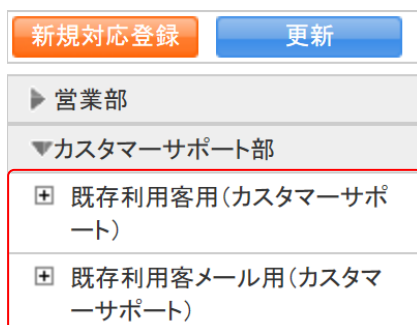 新規対応登録
更新
営業部
カスタマーサポート部
既存利用客用(カスタマーサポ
ート)
既存利用客メール用(カスタマ
ーサポート)